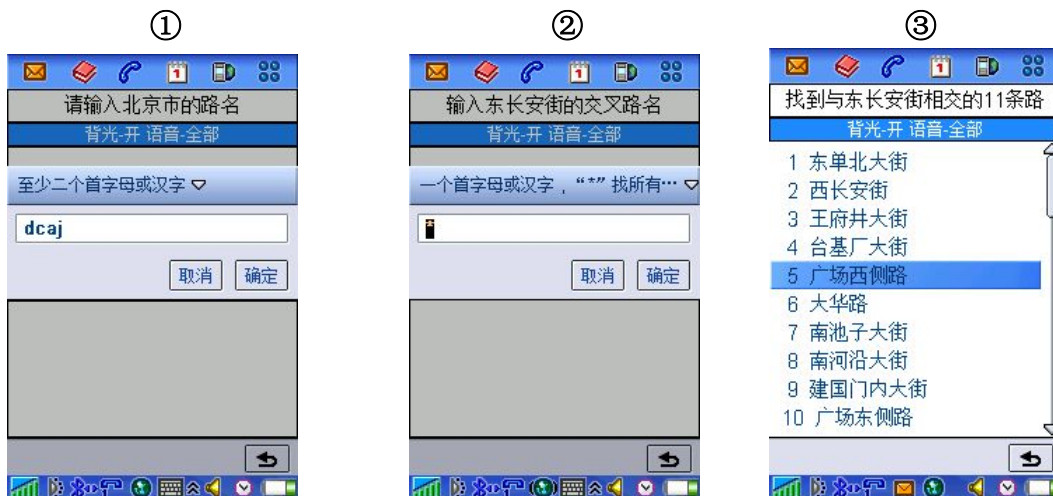 ①
请输入北京市的路名
背光-开 语音-全部
至少二个首字母或汉字
dcaj
取消 确定
②
输入东长安街的交叉路名
背光-开 语音-全部
一个首字母或汉字，“*”找所有…
*
取消 确定
③
找到与东长安街相交的11条路
背光-开 语音-全部
1 东单北大街
2 西长安街
3 王府井大街
4 台基厂大街
5 广场西侧路
6 大华路
7 南池子大街
8 南河沿大街
9 建国门内大街
10 广场东侧路